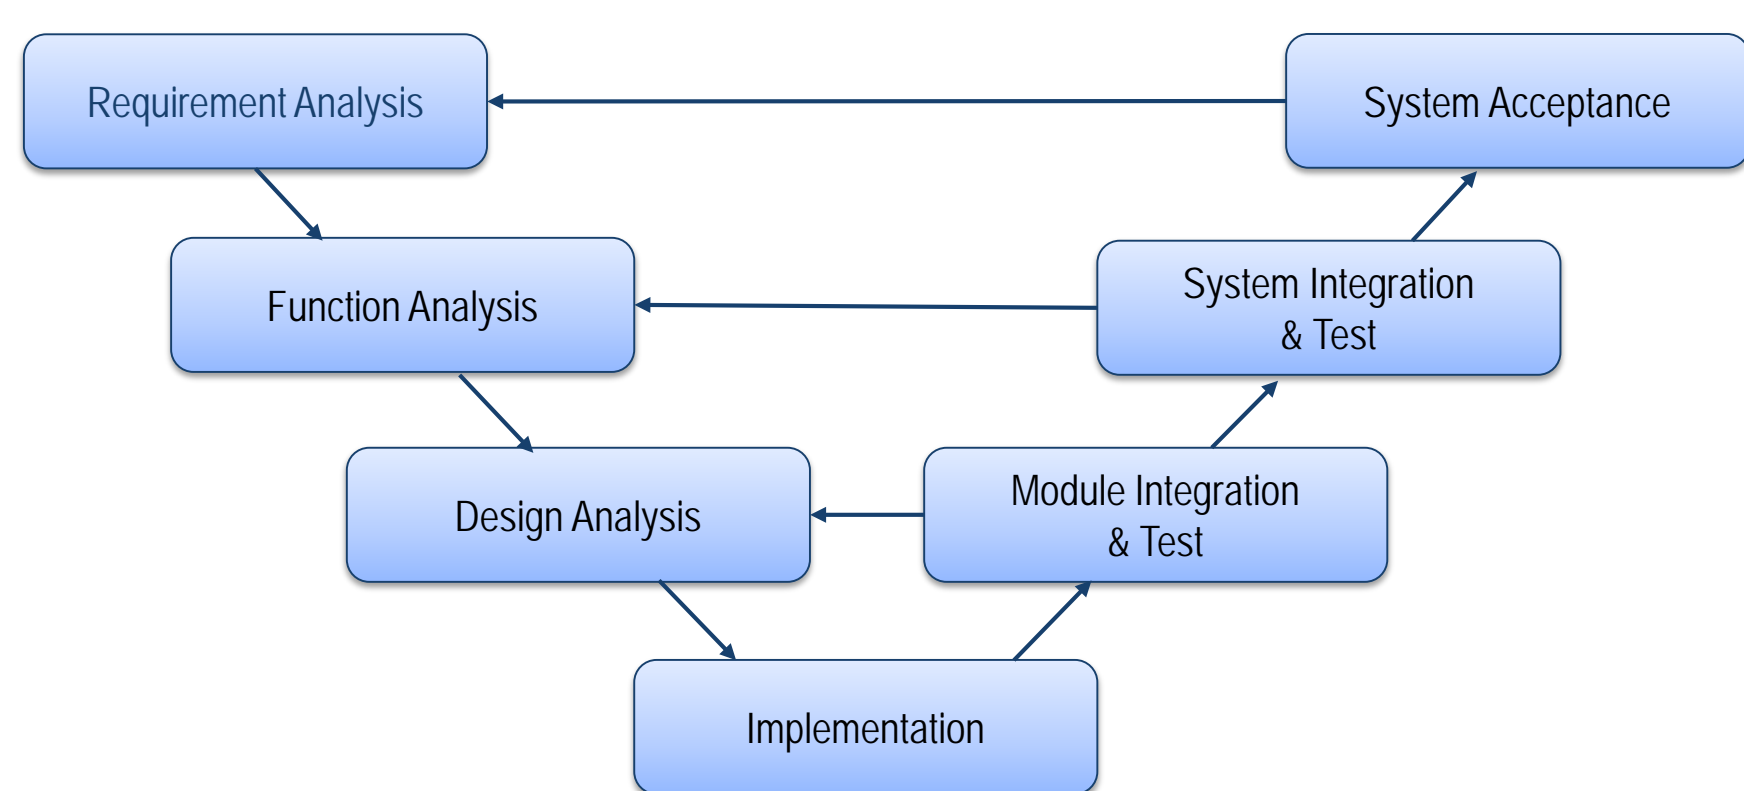 Requirement Analysis
System Acceptance
Function Analysis
System Integration
& Test
Design Analysis
Module Integration
& Test
Implementation